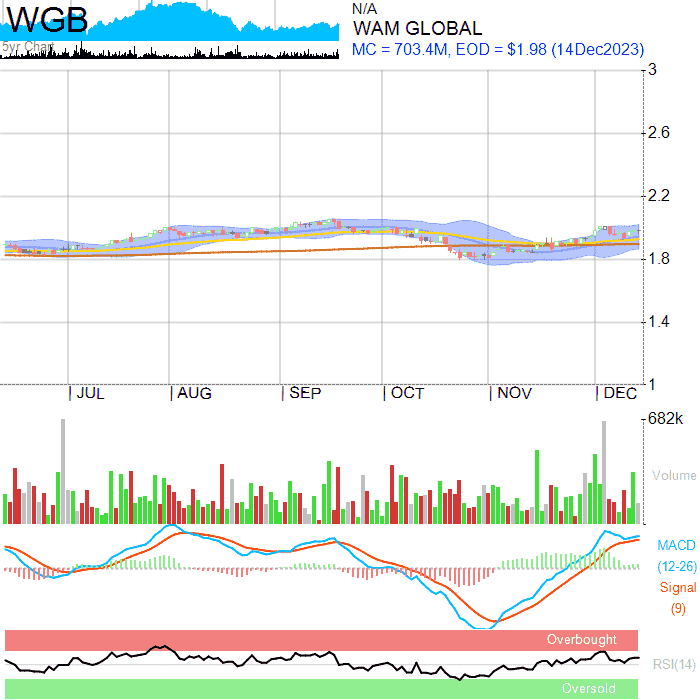 WGB
5yr Chart
N/A
WAM GLOBAL
MC = 703.4M, EOD = $1.98 (14Dec2023)
3
2.6
2.2
1.8
1.4
1
JUL AUG SEP OCT NOV DEC
682k
Volume
MACD
(12-26)
Signal
(9)
Overbought
RSI(14)
Oversold